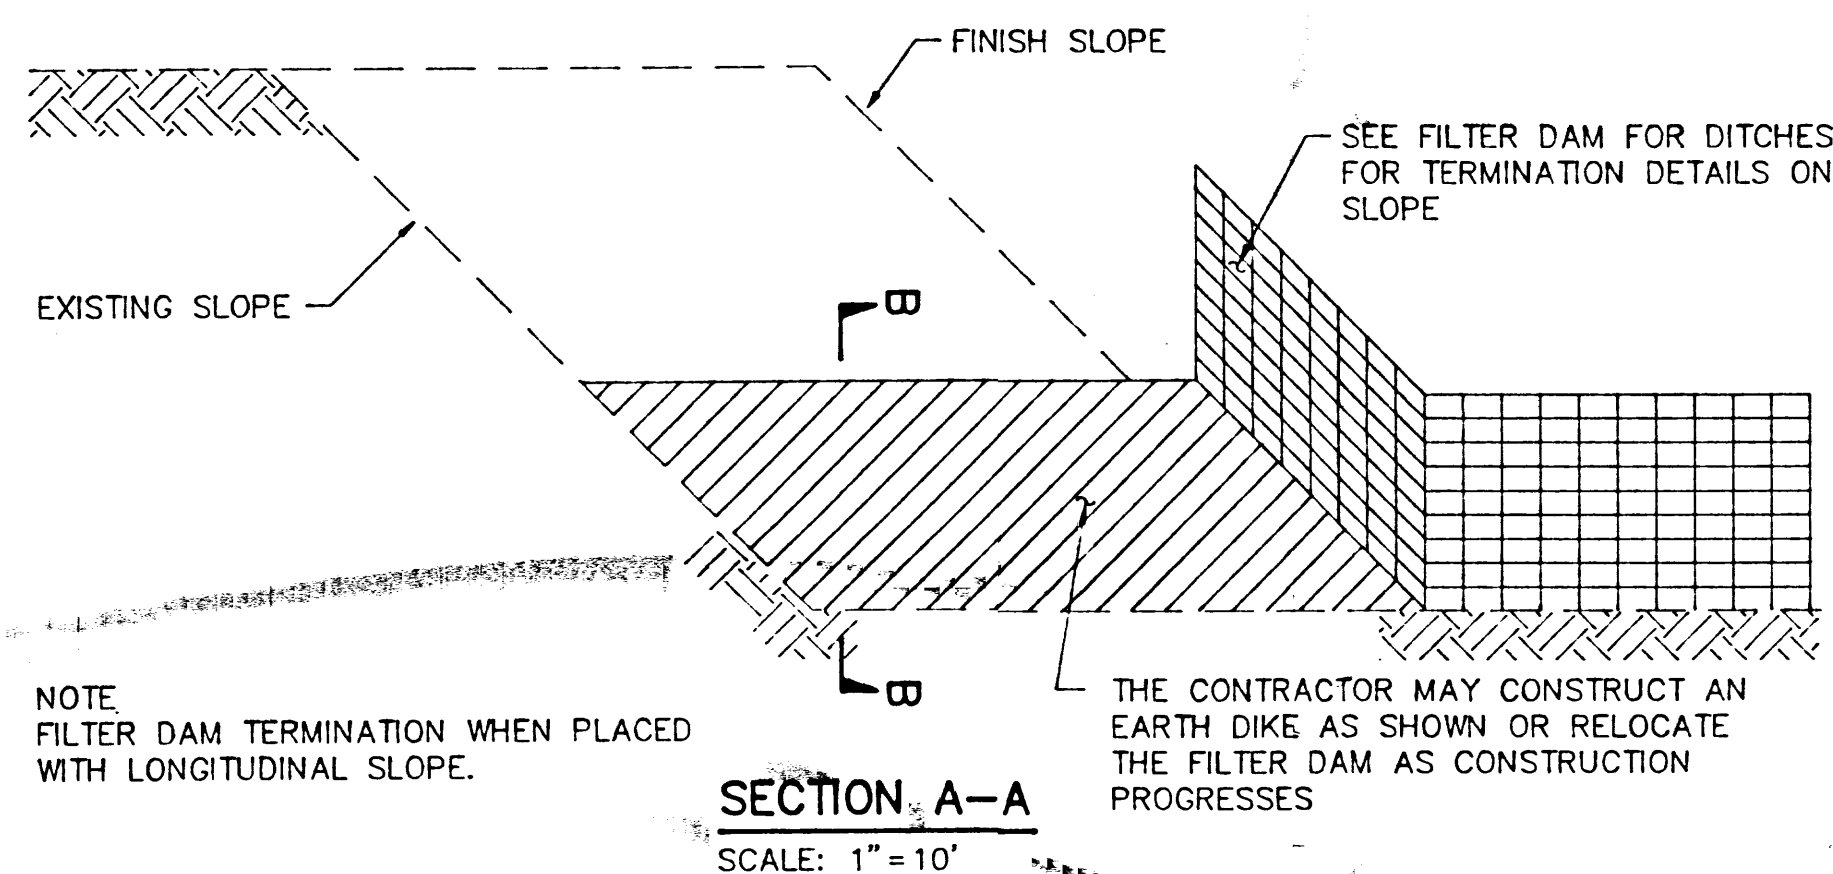 FINISH SLOPE
SEE FILTER DAM FOR DITCHES
FOR TERMINATION DETAILS ON
SLOPE
EXISTING SLOPE
B
B
NOTE
FILTER DAM TERMINATION WHEN PLACED
WITH LONGITUDINAL SLOPE.
THE CONTRACTOR MAY CONSTRUCT AN
EARTH DIKE AS SHOWN OR RELOCATE
THE FILTER DAM AS CONSTRUCTION
PROGRESSES
SECTION A-A
SCALE: 1"=10'